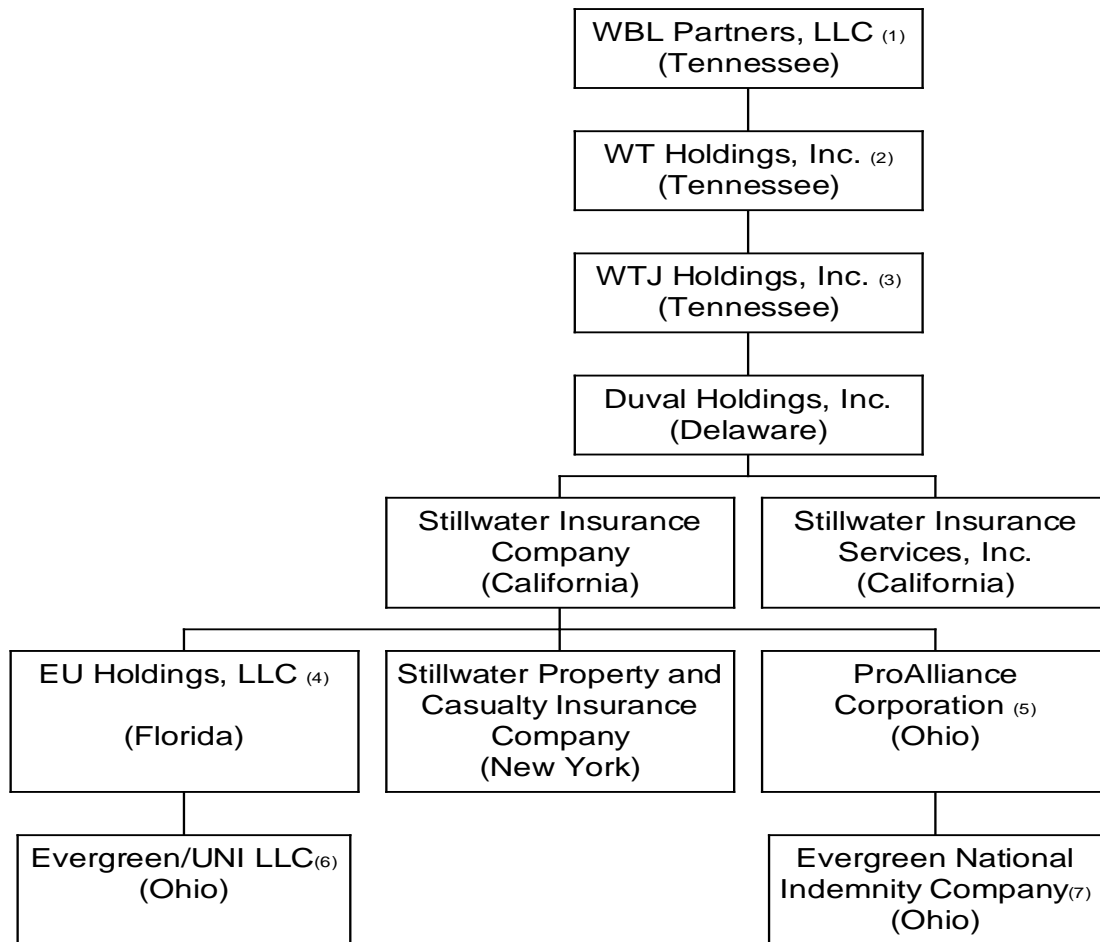 WBL Partners, LLC (1)
(Tennessee)
WT Holdings, Inc. (2)
(Tennessee)
WTJ Holdings, Inc. (3)
(Tennessee)
Duval Holdings, Inc.
(Delaware)
Stillwater Insurance
Company
(California)
Stillwater Insurance
Services, Inc.
(California)
EU Holdings, LLC (4)
(Florida)
Stillwater Property and
Casualty Insurance
Company
(New York)
ProAlliance
Corporation (5)
(Ohio)
Evergreen/UNI LLC(6)
(Ohio)
Evergreen National
Indemnity Company(7)
(Ohio)